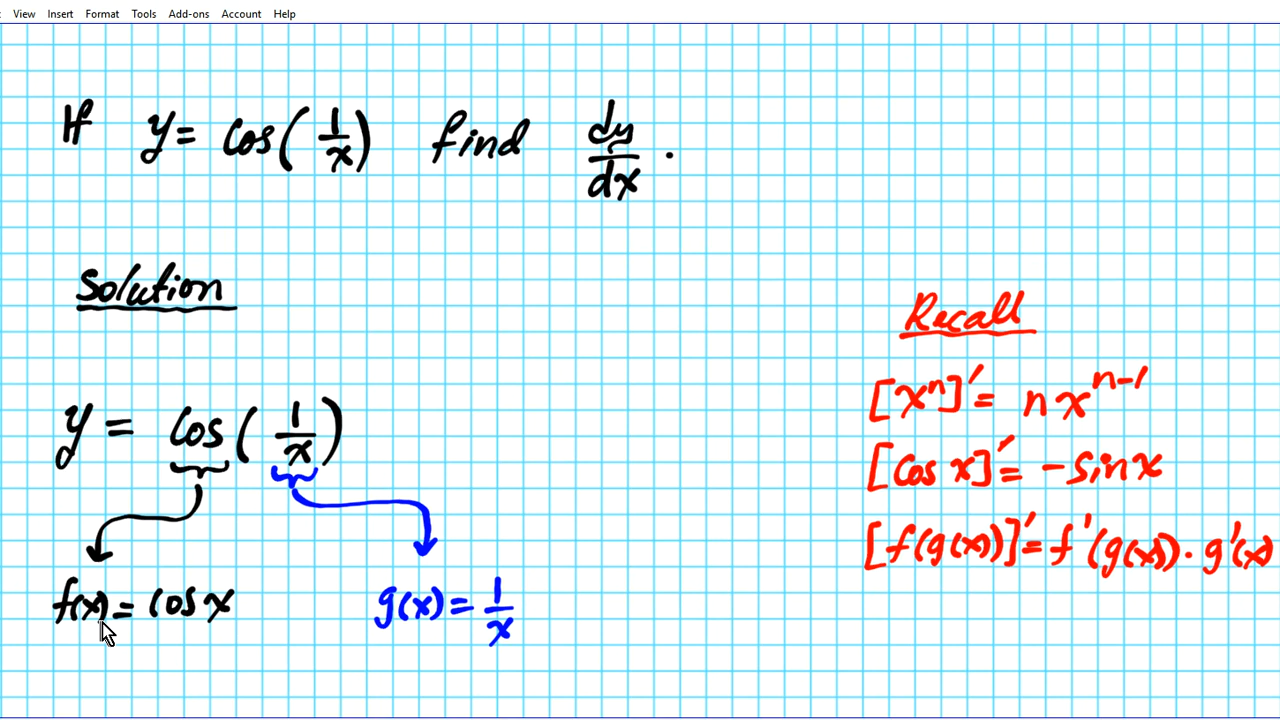 View Insert Format Tools Add-ons Account Help
If y = cos(1/x) find dy/dx.
Solution
y = cos(1/x)
f(x) = cos x
g(x) = 1/x
Recall
[xⁿ]' = n xⁿ⁻¹
[cos x]' = -sin x
[f(g(x))]' = f'(g(x)) · g'(x)